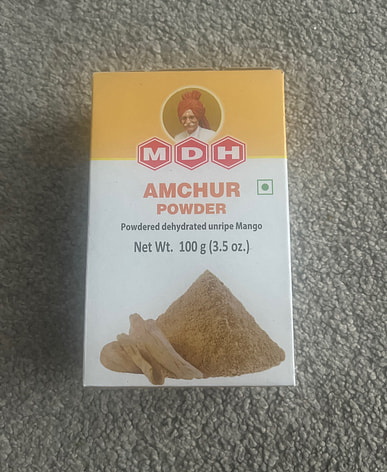 MDH
AMCHUR
POWDER
Powdered dehydrated unripe Mango
Net Wt. 100 g (3.5 oz.)